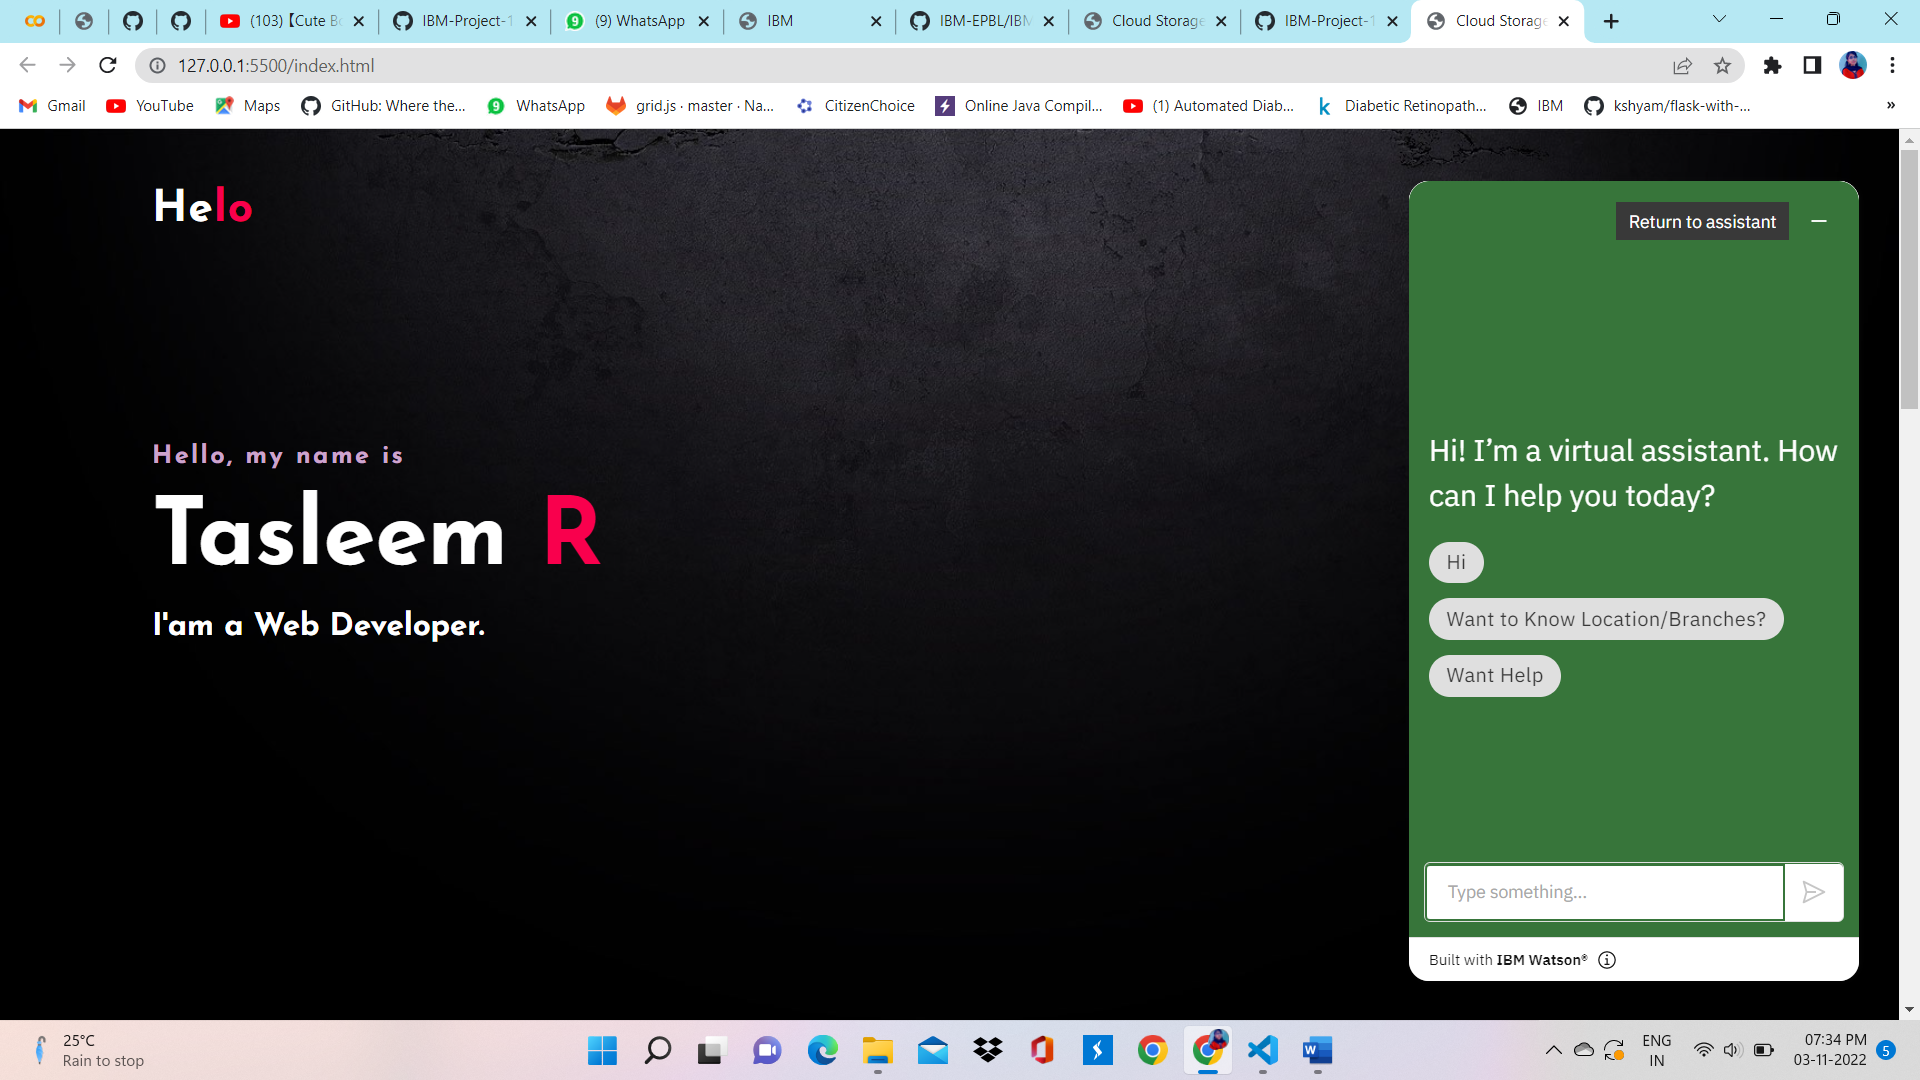 (103)【Cute B
IBM-Project-1
(9) WhatsApp
IBM
IBM-EPBL/IBM
Cloud Storage
IBM-Project-1
Cloud Storage
127.0.0.1:5500/index.html
Gmail
YouTube
Maps
GitHub: Where the...
WhatsApp
grid.js · master · Na...
CitizenChoice
Online Java Compil...
(1) Automated Diab...
Diabetic Retinopath...
IBM
kshyam/flask-with-...
»
Helo
Return to assistant
Hello, my name is
Tasleem R
I'am a Web Developer.
Hi! I’m a virtual assistant. How
can I help you today?
Hi
Want to Know Location/Branches?
Want Help
Type something...
Built with IBM Watson®
25°C
Rain to stop
ENG
IN
07:34 PM
03-11-2022
5